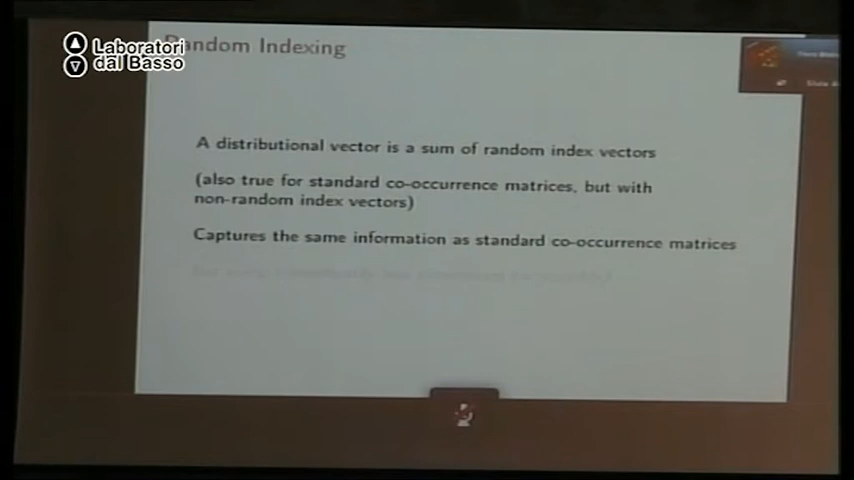 Laboratori
dal Basso
Random Indexing
A distributional vector is a sum of random index vectors
(also true for standard co-occurrence matrices, but with
non-random index vectors)
Captures the same information as standard co-occurrence matrices